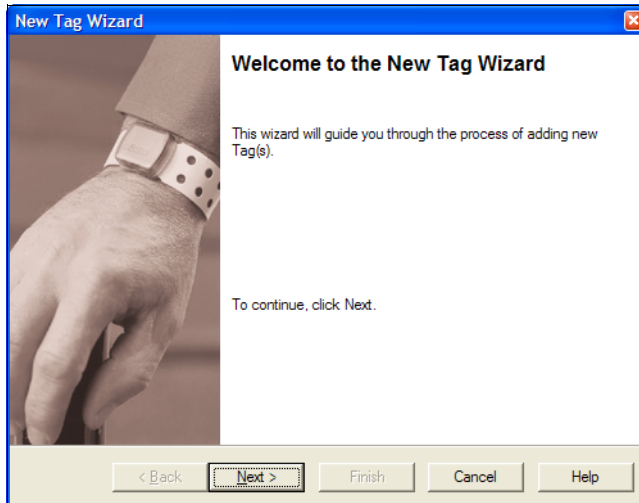 New Tag Wizard
Welcome to the New Tag Wizard
This wizard will guide you through the process of adding new
Tag(s).
To continue, click Next.
< Back Next > Finish Cancel Help